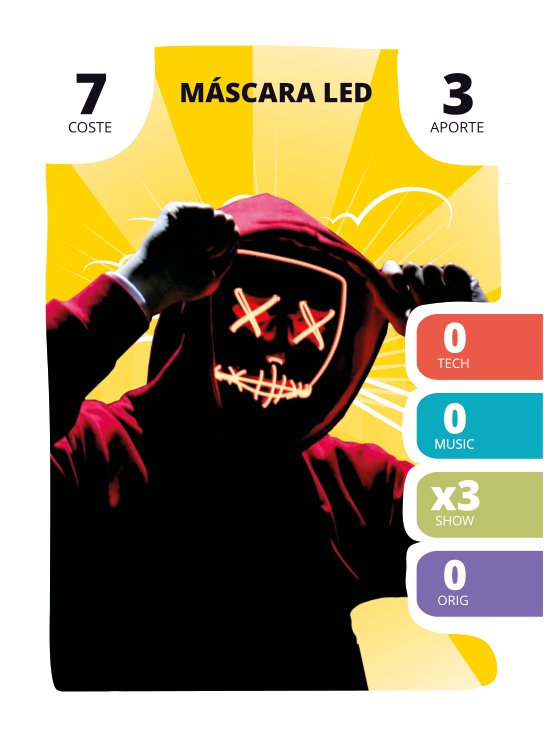 7
COSTE
MÁSCARA LED
3
APORTE
0
TECH
0
MUSIC
x3
SHOW
0
ORIG